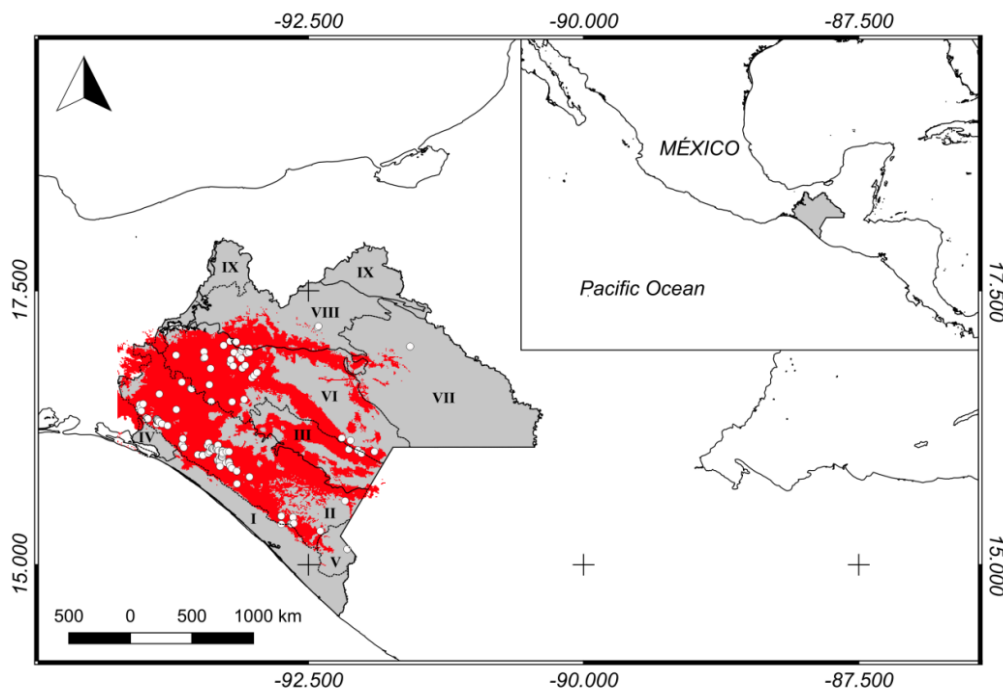 -92.500 -90.000 -87.500
MÉXICO
Pacific Ocean
17.500 17.500
IX IX
VIII
VI
VII
III
IV
I
II
V
15.000 15.000
500 0 500 1000 km
-92.500 -90.000 -87.500